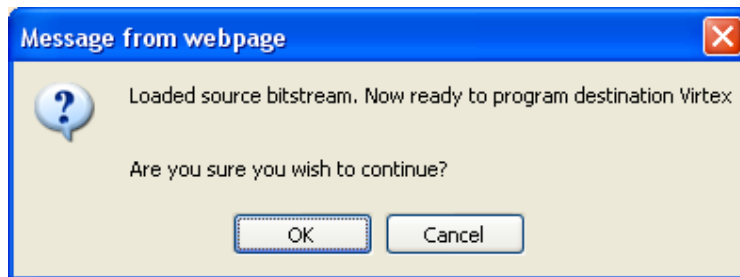 Message from webpage
Loaded source bitstream. Now ready to program destination Virtex
Are you sure you wish to continue?
OK
Cancel